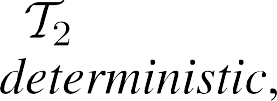 𝒯₂
deterministic,